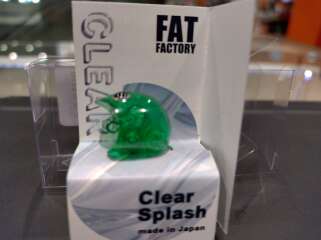 CLEAR
FAT
FACTORY
Clear
Splash
made in Japan